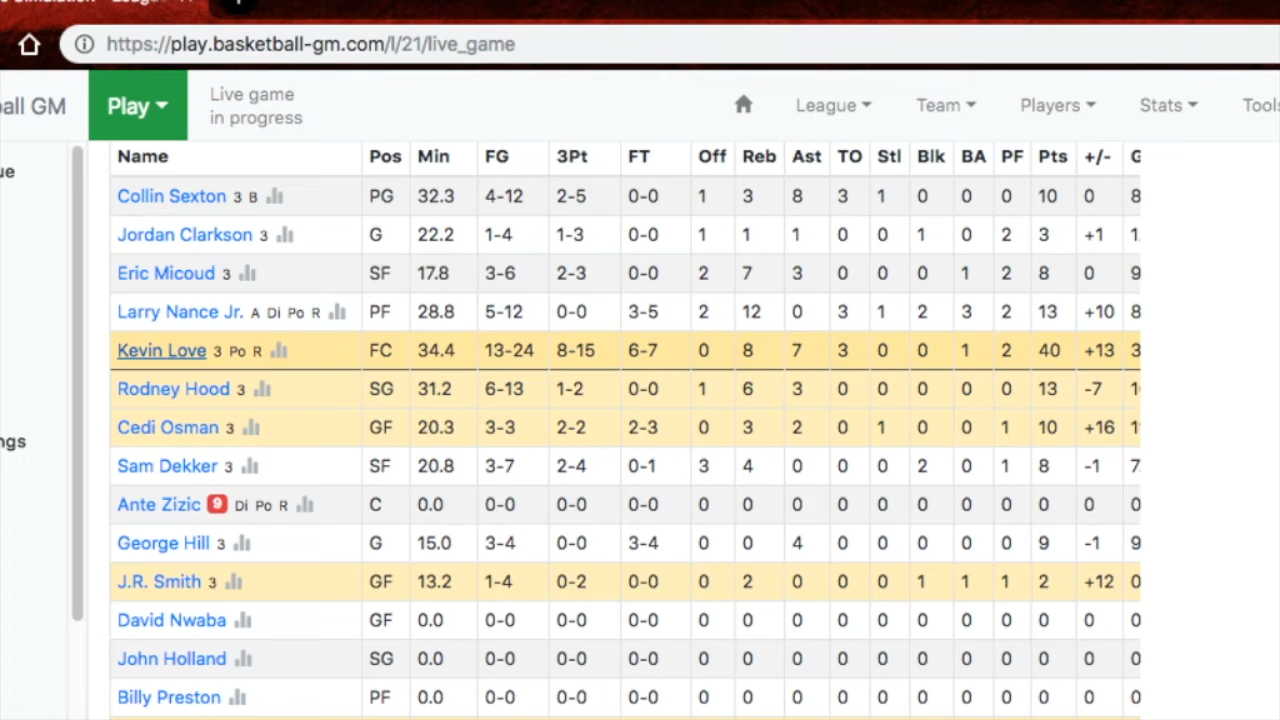 https://play.basketball-gm.com/l/21/live_game
all GM Play Live game in progress League Team Players Stats Tools
Name Pos Min FG 3Pt FT Off Reb Ast TO Stl Blk BA PF Pts +/- G
Collin Sexton 3 B PG 32.3 4-12 2-5 0-0 1 3 8 3 1 0 0 0 10 0 8
Jordan Clarkson 3 G 22.2 1-4 1-3 0-0 1 1 1 0 0 1 0 2 3 +1 1.
Eric Micoud 3 SF 17.8 3-6 2-3 0-0 2 7 3 0 0 0 1 2 8 0 9
Larry Nance Jr. A Di Po R PF 28.8 5-12 0-0 3-5 2 12 0 3 1 2 3 2 13 +10 8
Kevin Love 3 Po R FC 34.4 13-24 8-15 6-7 0 8 7 3 0 0 1 2 40 +13 3
Rodney Hood 3 SG 31.2 6-13 1-2 0-0 1 6 3 0 0 0 0 0 13 -7 1
Cedi Osman 3 GF 20.3 3-3 2-2 2-3 0 3 2 0 1 0 0 1 10 +16 1
Sam Dekker 3 SF 20.8 3-7 2-4 0-1 3 4 0 0 0 2 0 1 8 -1 7.
Ante Zizic 9 Di Po R C 0.0 0-0 0-0 0-0 0 0 0 0 0 0 0 0 0 0 0
George Hill 3 G 15.0 3-4 0-0 3-4 0 0 4 0 0 0 0 0 9 -1 9
J.R. Smith 3 GF 13.2 1-4 0-2 0-0 0 2 0 0 0 1 1 1 2 +12 0
David Nwaba GF 0.0 0-0 0-0 0-0 0 0 0 0 0 0 0 0 0 0 0
John Holland SG 0.0 0-0 0-0 0-0 0 0 0 0 0 0 0 0 0 0 0
Billy Preston PF 0.0 0-0 0-0 0-0 0 0 0 0 0 0 0 0 0 0 0
ue
ngs